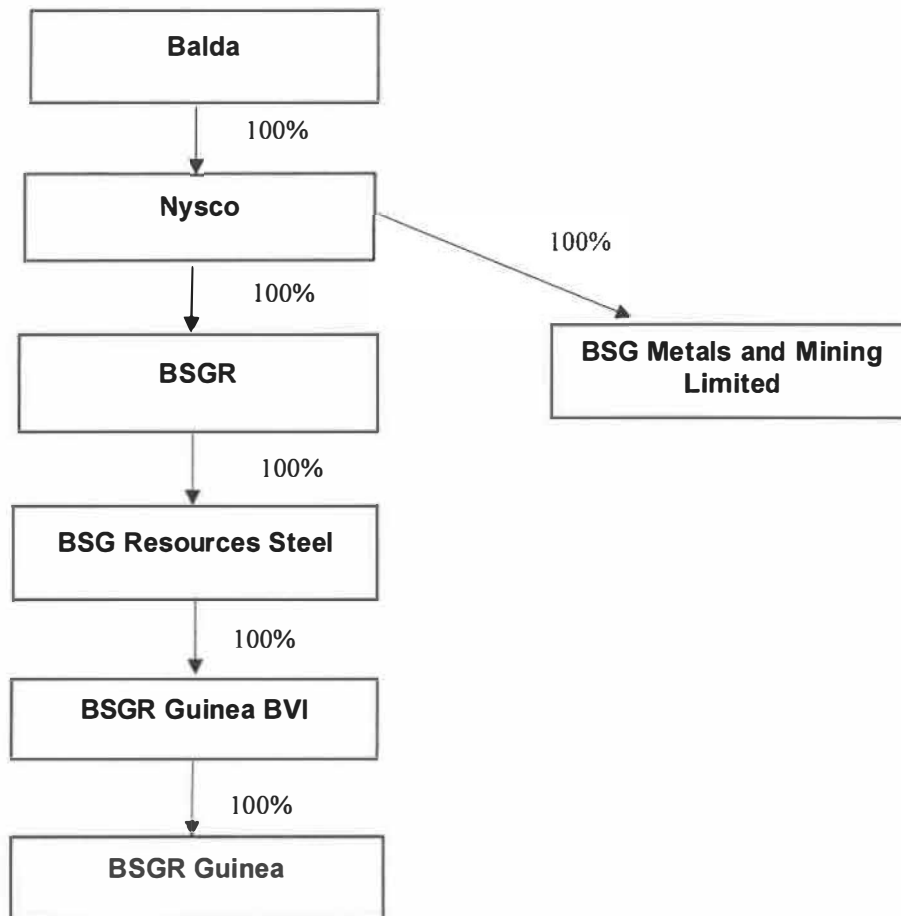 Balda
100%
Nysco
100%
100%
BSGR
BSG Metals and Mining
Limited
100%
BSG Resources Steel
100%
BSGR Guinea BVI
100%
BSGR Guinea